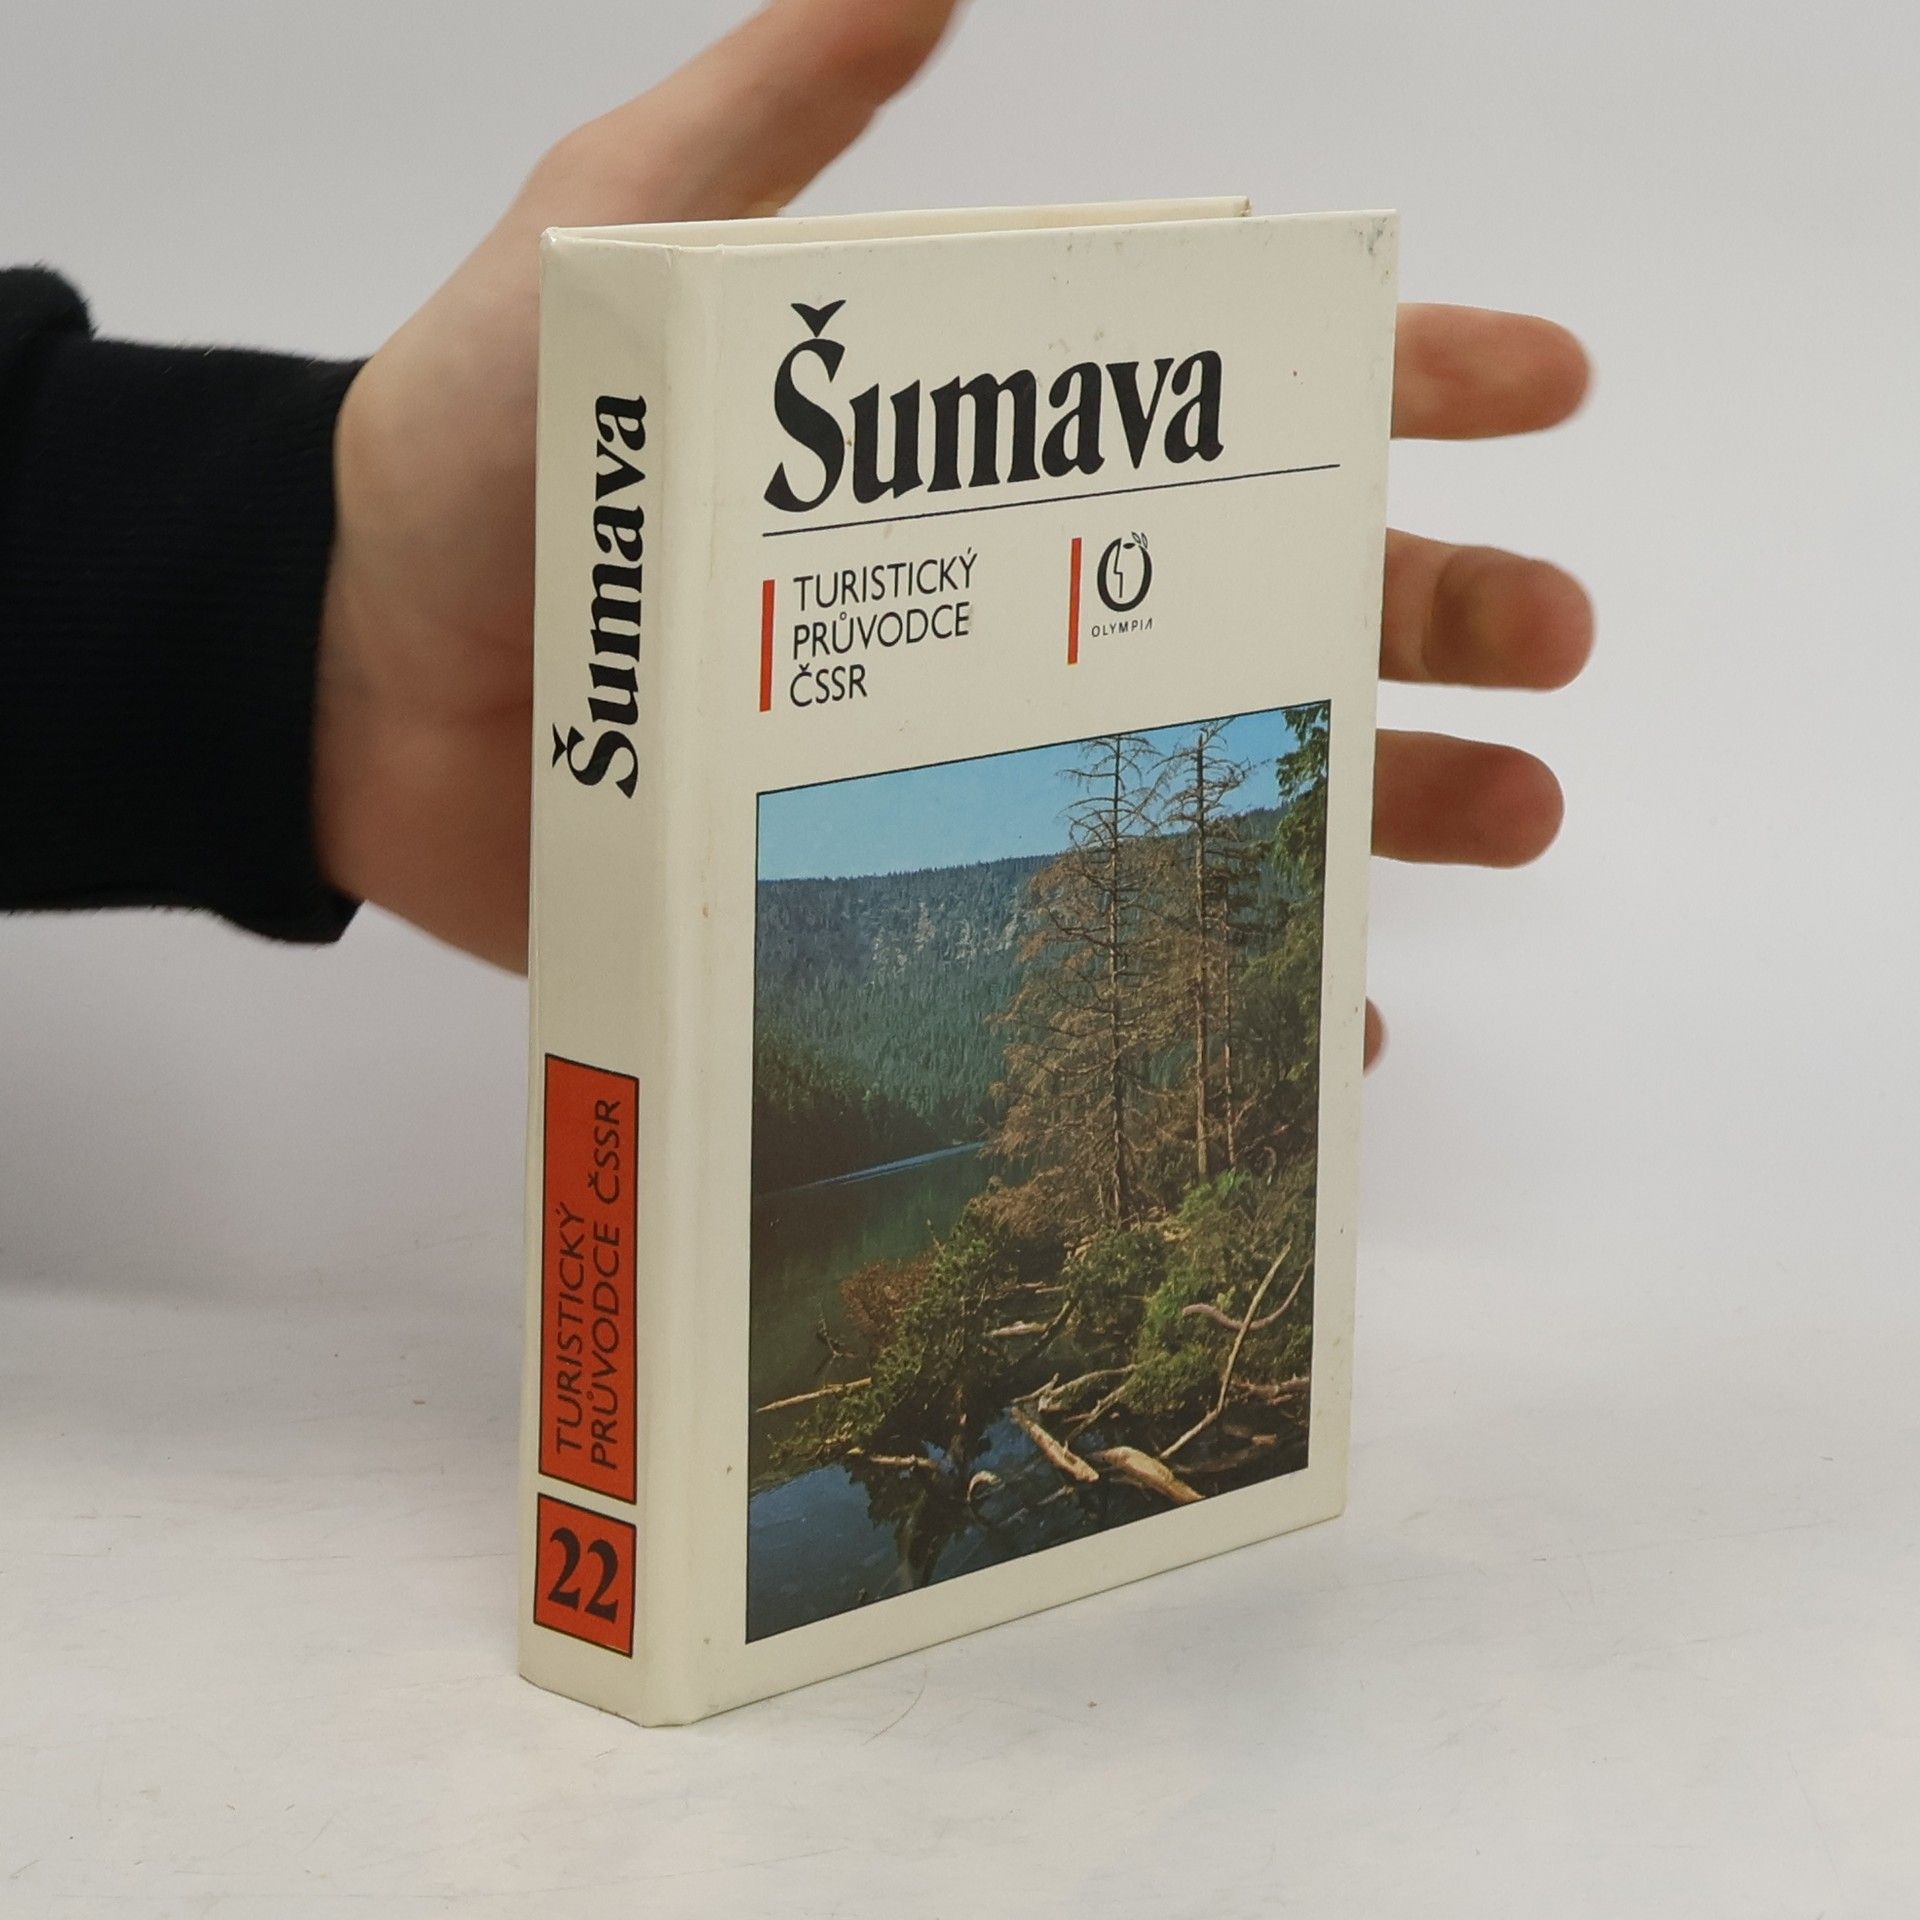 Šumava
TURISTICKÝ
PRŮVODCE
ČSSR
OLYMPIA
Šumava
TURISTICKÝ
PRŮVODCE ČSSR
22